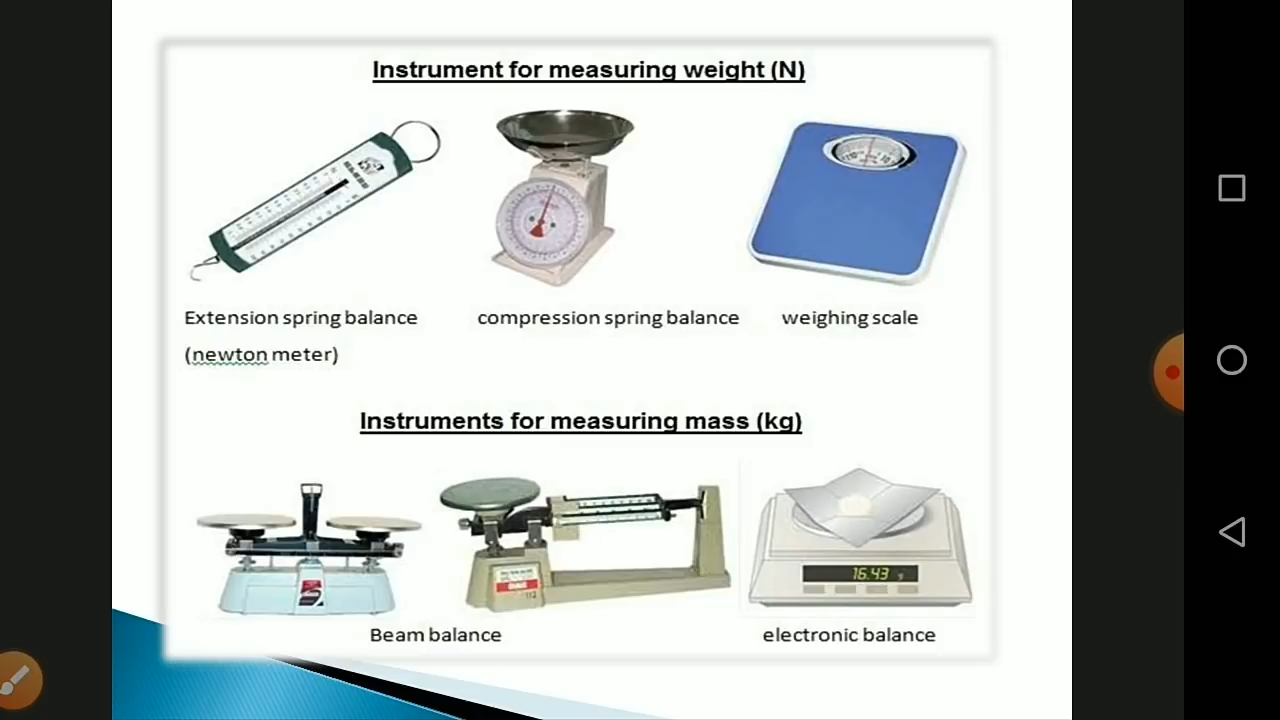 Instrument for measuring weight (N)
Extension spring balance
(newton meter)
compression spring balance
weighing scale
Instruments for measuring mass (kg)
16.43 g
Beam balance
electronic balance